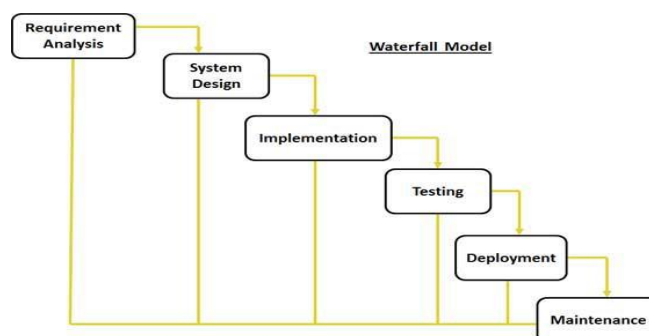 Requirement
Analysis
Waterfall Model
System
Design
Implementation
Testing
Deployment
Maintenance